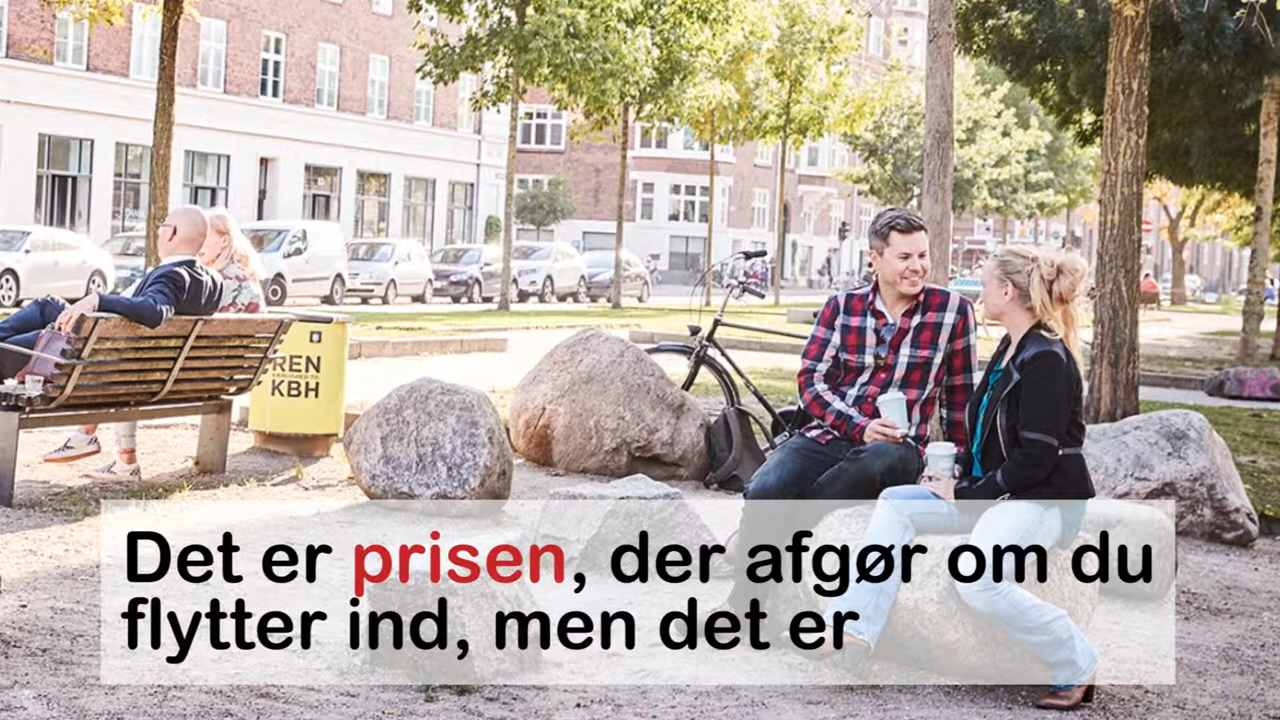 REN
KBH
Det er prisen, der afgør om du
flytter ind, men det er